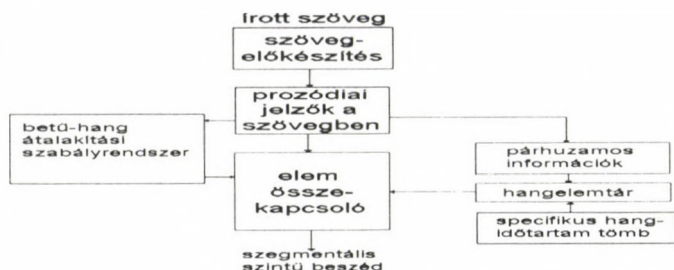 írott szöveg
szöveg-
előkészítés
prozódiai
jelzők a
szövegben
betű-hang
átalakítási
szabályrendszer
elem
össze-
kapcsoló
párhuzamos
információk
hangelemtár
specifikus hang-
időtartam tömb
szegmentális
szintű beszéd